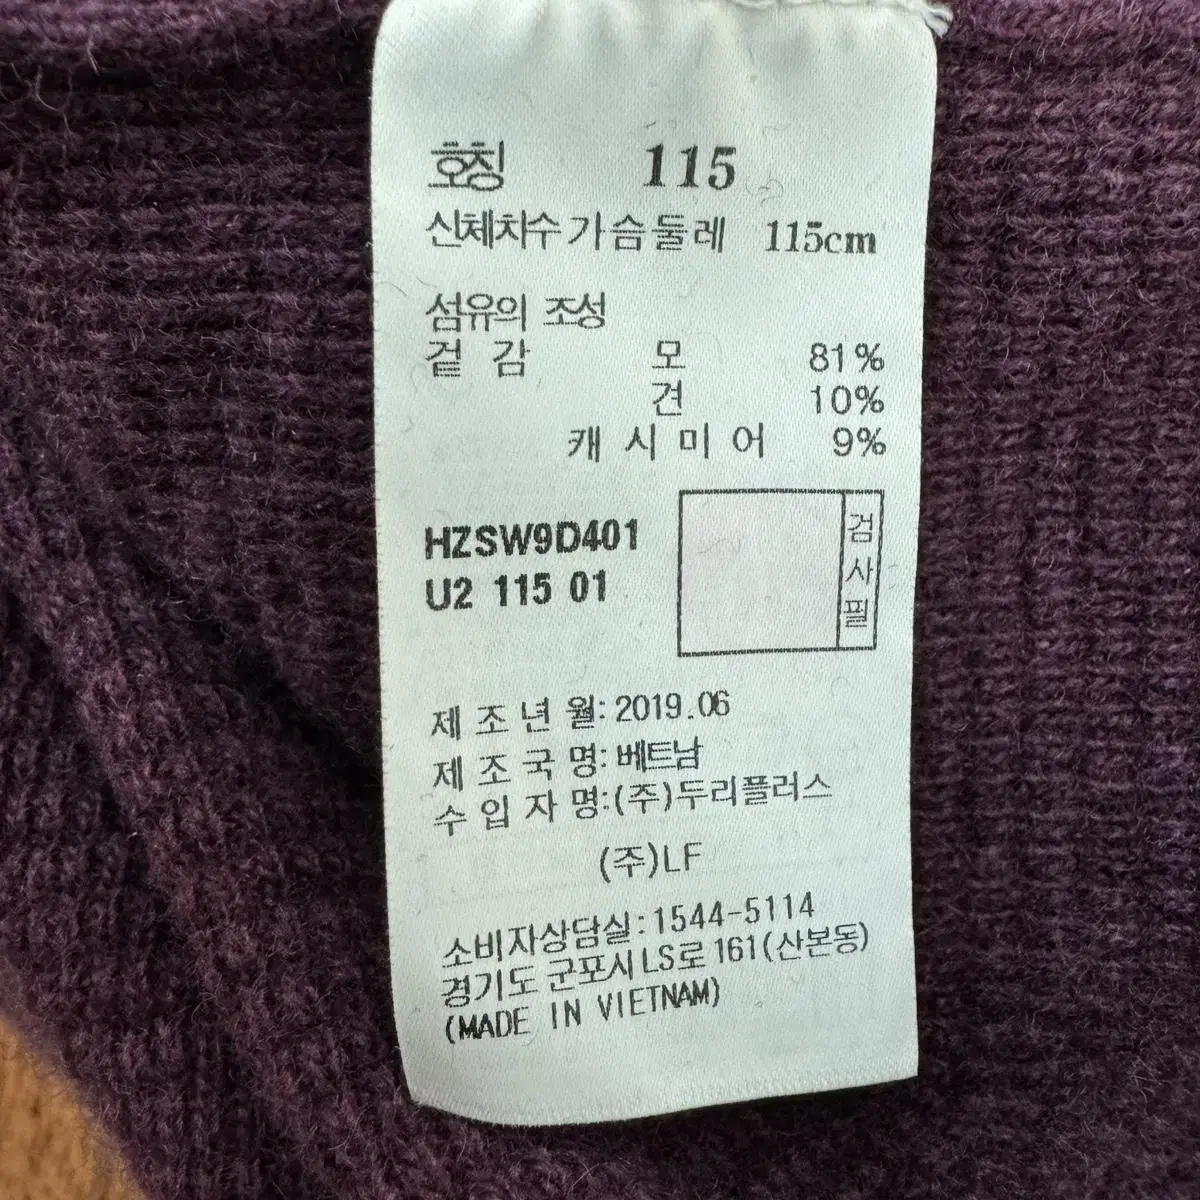 호칭 115
신체치수 가슴둘레 115cm
섬유의 조성
겉 감 모 81%
견 10%
캐 시 미 어 9%
HZSW9D401
U2 115 01
검사필
제 조 년 월: 2019.06
제 조 국 명: 베트남
수 입 자 명: (주)두리플러스
(주)LF
소비자상담실: 1544-5114
경기도 군포시 LS로 161(산본동)
(MADE IN VIETNAM)